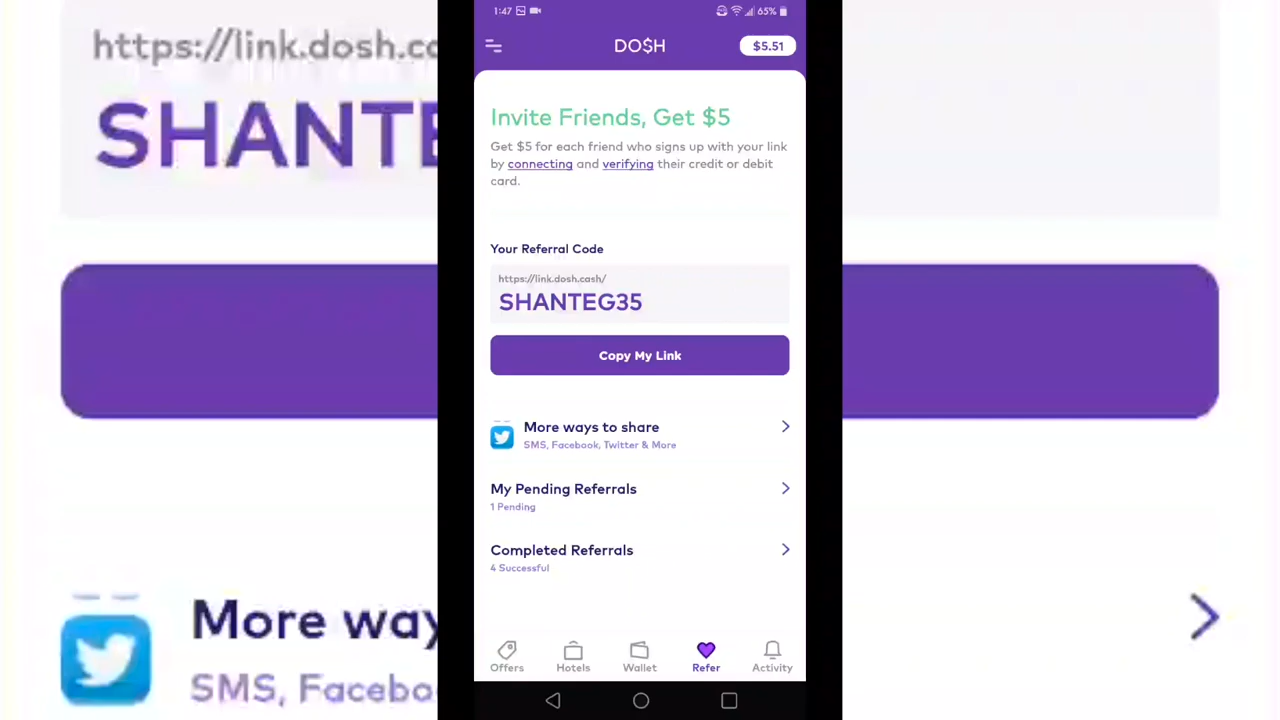 1:47
65%
DO$H
$5.51
https://link.dosh.co
SHANTE
Invite Friends, Get $5
Get $5 for each friend who signs up with your link
by connecting and verifying their credit or debit
card.
Your Referral Code
https://link.dosh.cash/
SHANTEG35
Copy My Link
More ways to share
SMS, Facebook, Twitter & More
My Pending Referrals
1 Pending
Completed Referrals
4 Successful
More way
SMS, Facebo
Offers
Hotels
Wallet
Refer
Activity